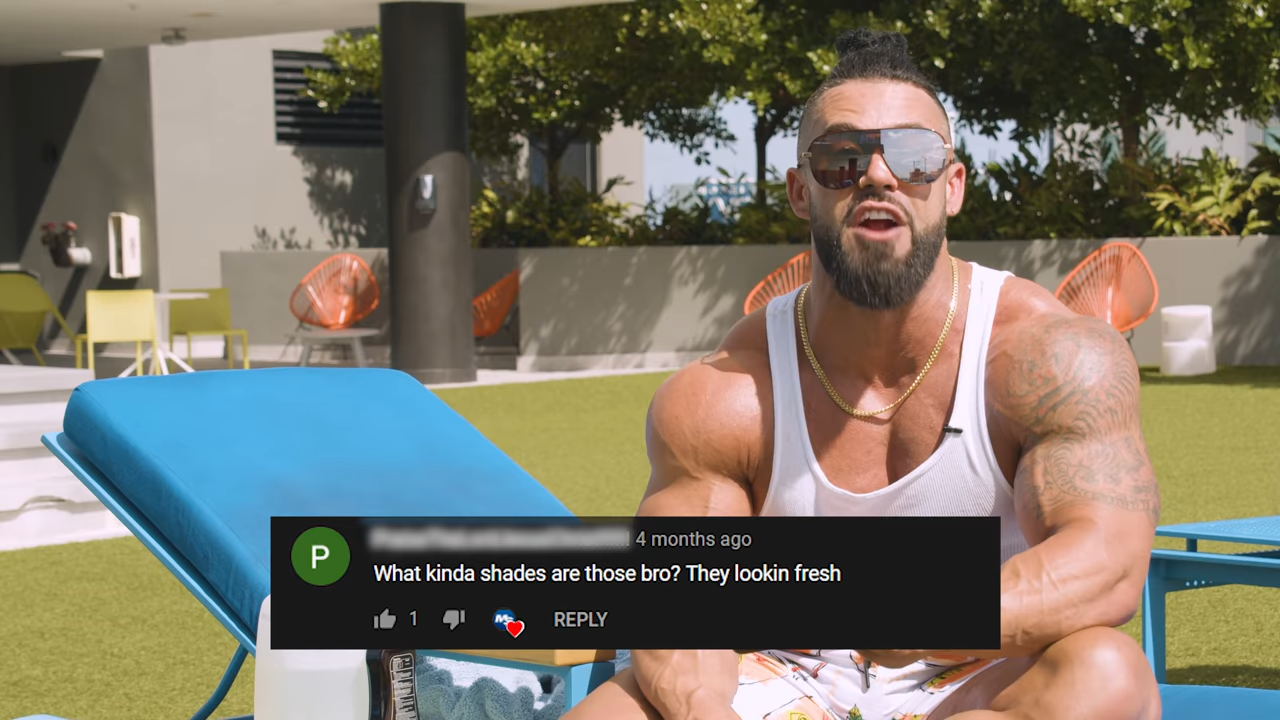 P
4 months ago
What kinda shades are those bro? They lookin fresh
1
REPLY